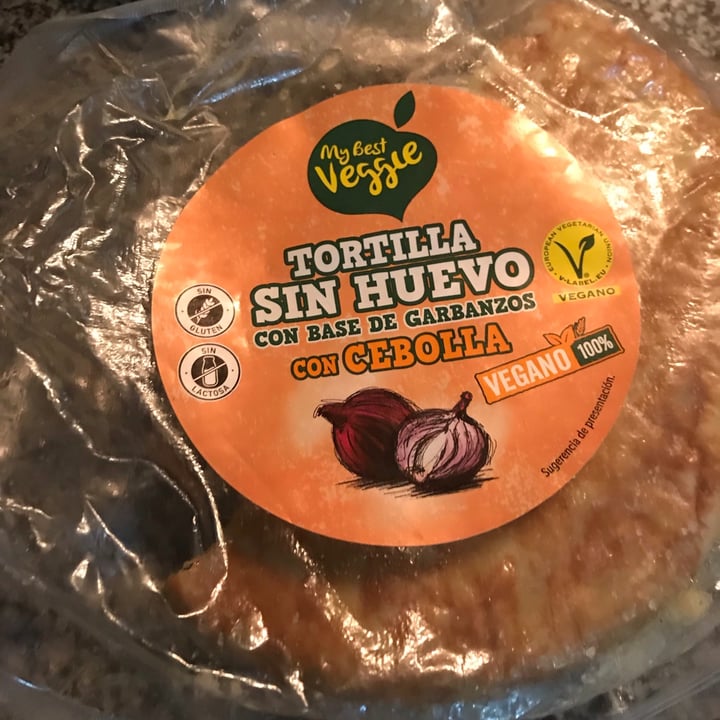 My Best
Veggie
TORTILLA
SIN HUEVO
CON BASE DE GARBANZOS
CON CEBOLLA
SIN
GLUTEN
SIN
LACTOSA
EUROPEAN VEGETARIAN UNION
V-LABEL.EU
VEGANO
VEGANO 100%
Sugerencia de presentación.